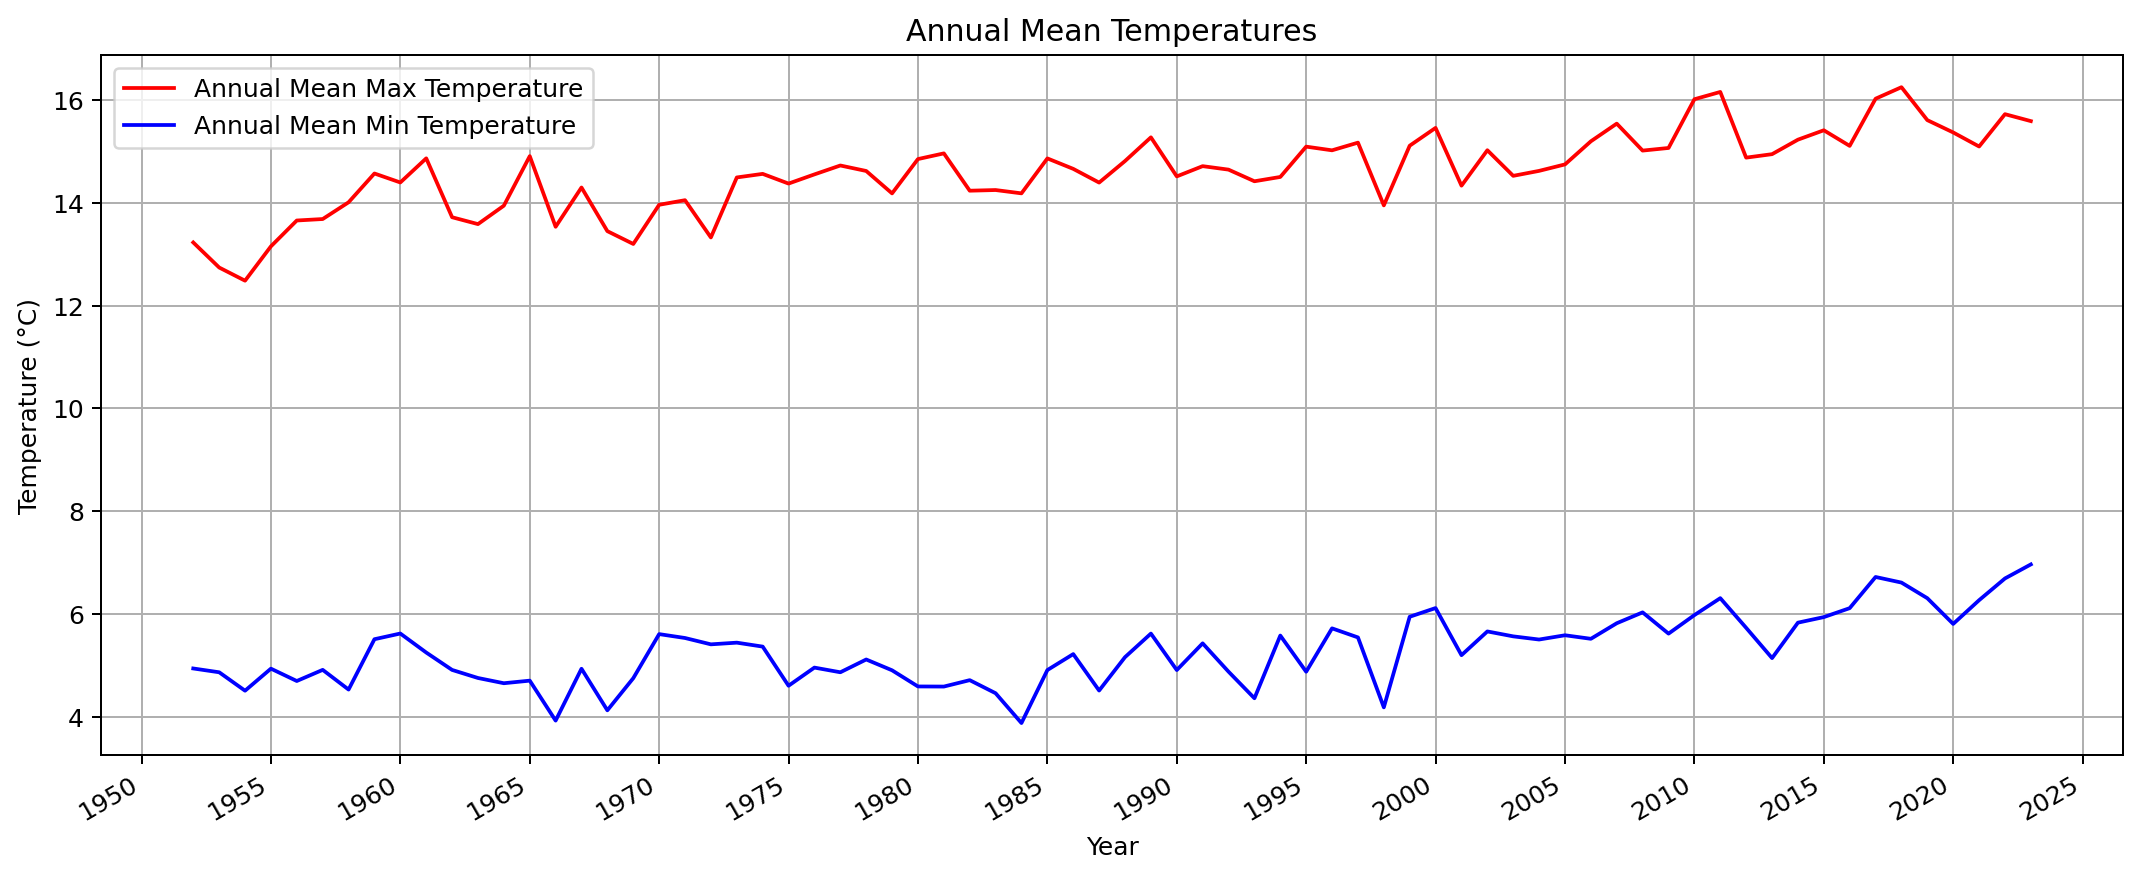 Annual Mean Temperatures
Annual Mean Max Temperature
Annual Mean Min Temperature
Temperature (°C)
16
14
12
10
8
6
4
1950 1955 1960 1965 1970 1975 1980 1985 1990 1995 2000 2005 2010 2015 2020 2025
Year